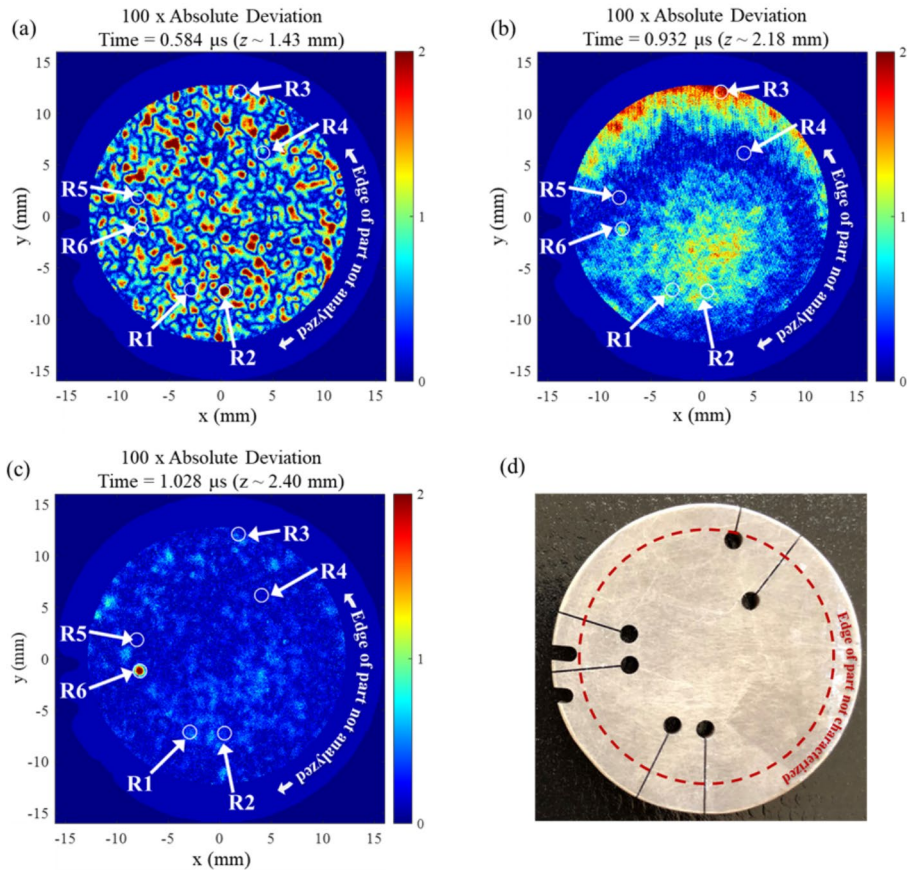 (a)
100 x Absolute Deviation
Time = 0.584 µs (z ~ 1.43 mm)
15
10
5
0
-5
-10
-15
y (mm)
-15 -10 -5 0 5 10 15
x (mm)
R3
R4
R5
R6
R1
R2
Edge of part not analyzed
2
1
0
(b)
100 x Absolute Deviation
Time = 0.932 µs (z ~ 2.18 mm)
15
10
5
0
-5
-10
-15
y (mm)
-15 -10 -5 0 5 10 15
x (mm)
R3
R4
R5
R6
R1
R2
Edge of part not analyzed
2
1
0
(c)
100 x Absolute Deviation
Time = 1.028 µs (z ~ 2.40 mm)
15
10
5
0
-5
-10
-15
y (mm)
-15 -10 -5 0 5 10 15
x (mm)
R3
R4
R5
R6
R1
R2
Edge of part not analyzed
2
1
0
(d)
Edge of part not characterized